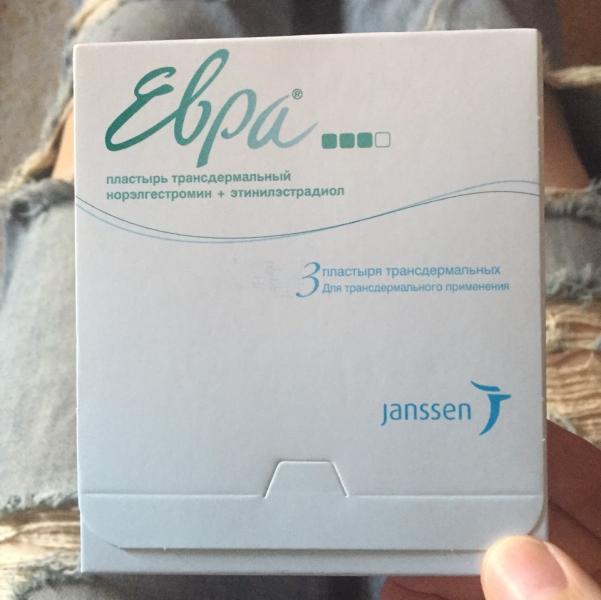 Евра®
пластырь трансдермальный
норэлгестромин + этинилэстрадиол
3 пластыря трансдермальных
Для трансдермального применения
janssen